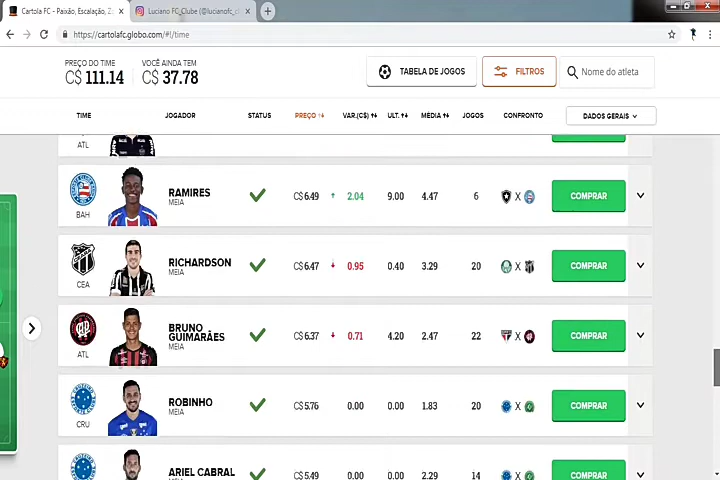 Cartola FC - Paixão, Escalação, Z
Luciano FC_Clube (@lucianofc_c
https://cartolafc.globo.com/#!/time
PREÇO DO TIME
C$ 111.14
VOCÊ AINDA TEM
C$ 37.78
TABELA DE JOGOS
FILTROS
Nome do atleta
TIME JOGADOR STATUS PREÇO VAR.(C$) ÚLT. MÉDIA JOGOS CONFRONTO DADOS GERAIS
ATL
BAH RAMIRES MEIA C$ 6.49 2.04 9.00 4.47 6 X COMPRAR
CEA RICHARDSON MEIA C$ 6.47 0.95 0.40 3.29 20 X COMPRAR
ATL BRUNO
GUIMARÃES MEIA C$ 6.37 0.71 4.20 2.47 22 X COMPRAR
CRU ROBINHO MEIA C$ 5.76 0.00 0.00 1.83 20 X COMPRAR
ARIEL CABRAL MEIA C$ 5.49 0.00 0.00 2.29 14 X COMPRAR